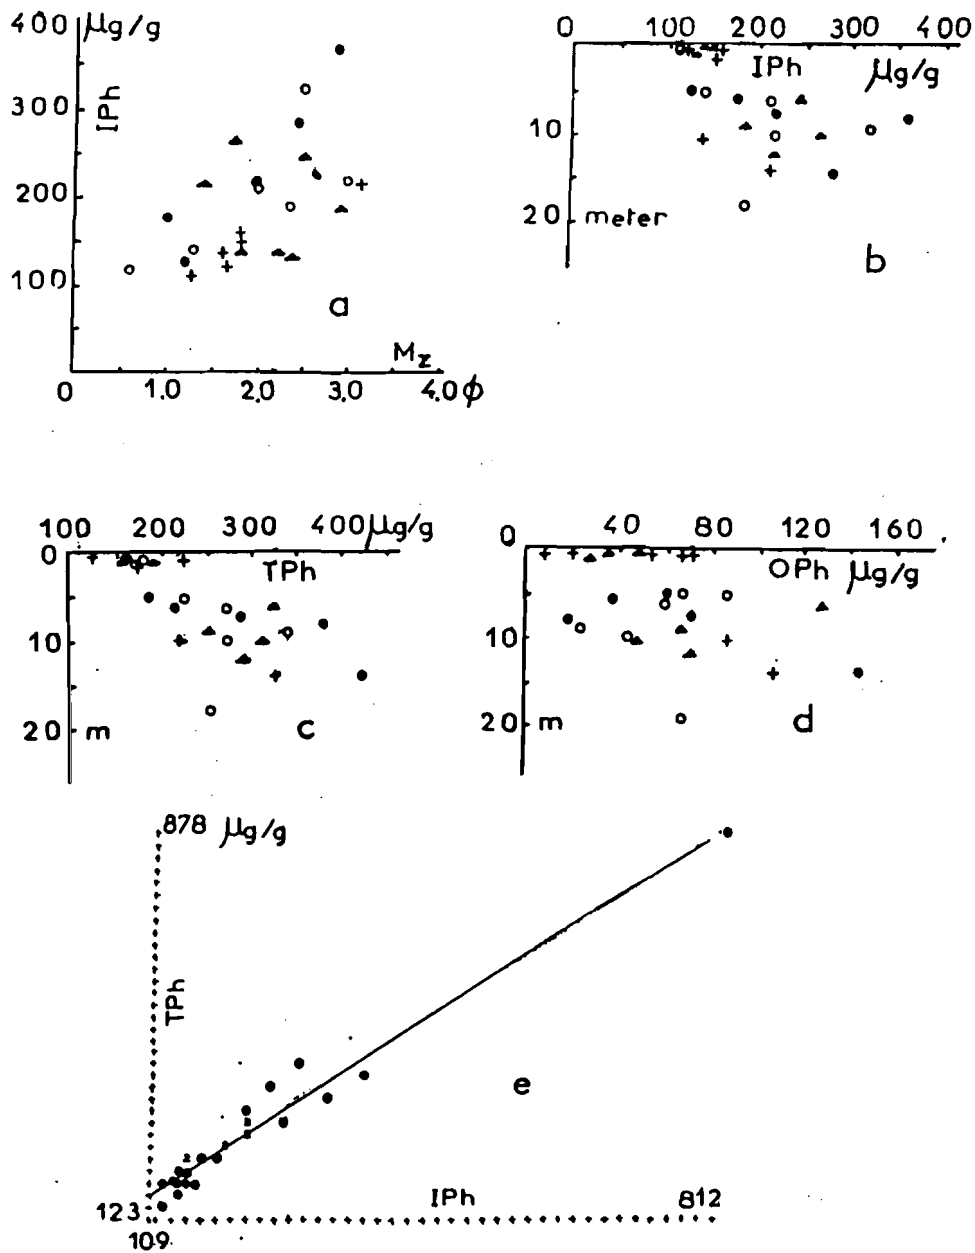 400 µg/g
300
200
100
0
IPh
a
Mz
0 1.0 2.0 3.0 4.0 ϕ
0 100 200 300 400
IPh µg/g
10
20 meter
b
100 200 300 400 µg/g
0
TPh
10
20 m
c
0 40 80 120 160
OPh µg/g
10
20 m
d
878 µg/g
TPh
e
123
IPh 812
109